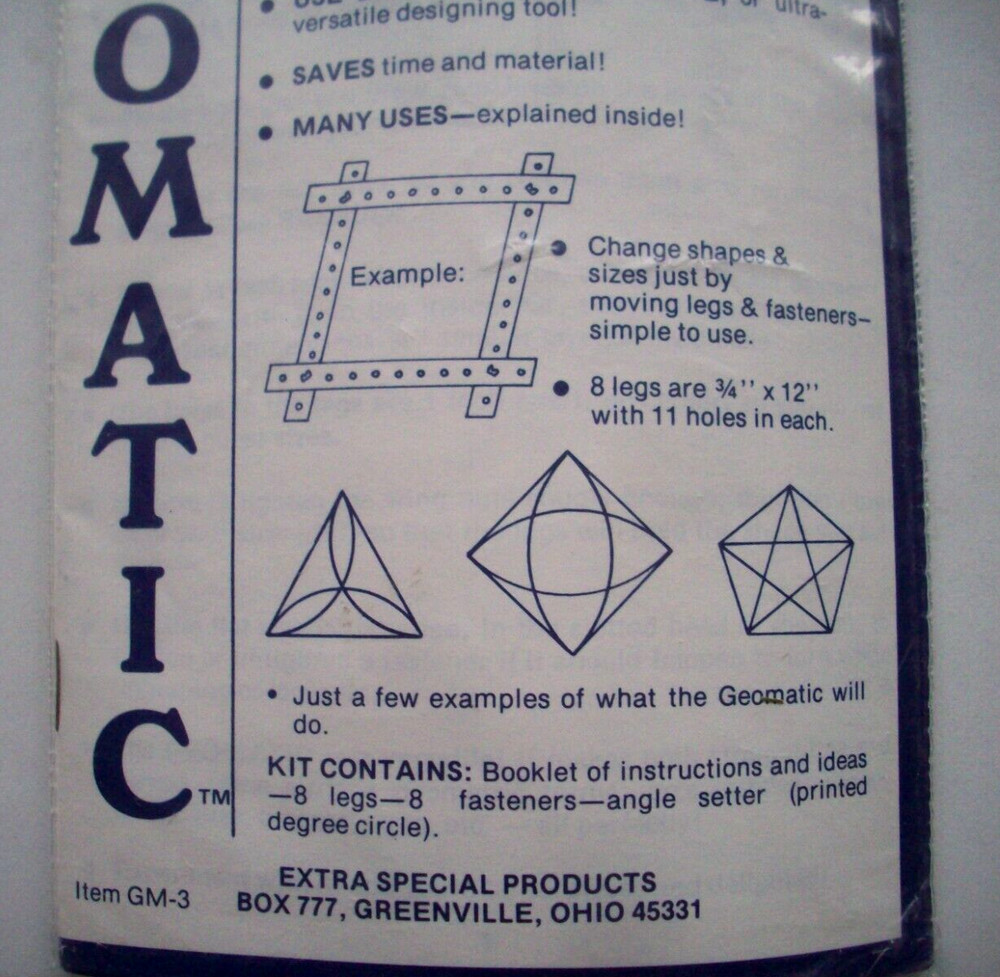 OMATIC™
versatile designing tool!
• SAVES time and material!
• MANY USES—explained inside!
Example:
• Change shapes &
sizes just by
moving legs & fasteners–
simple to use.
• 8 legs are ¾'' x 12''
with 11 holes in each.
• Just a few examples of what the Geomatic will
do.
KIT CONTAINS: Booklet of instructions and ideas
—8 legs—8 fasteners—angle setter (printed
degree circle).
Item GM-3
EXTRA SPECIAL PRODUCTS
BOX 777, GREENVILLE, OHIO 45331